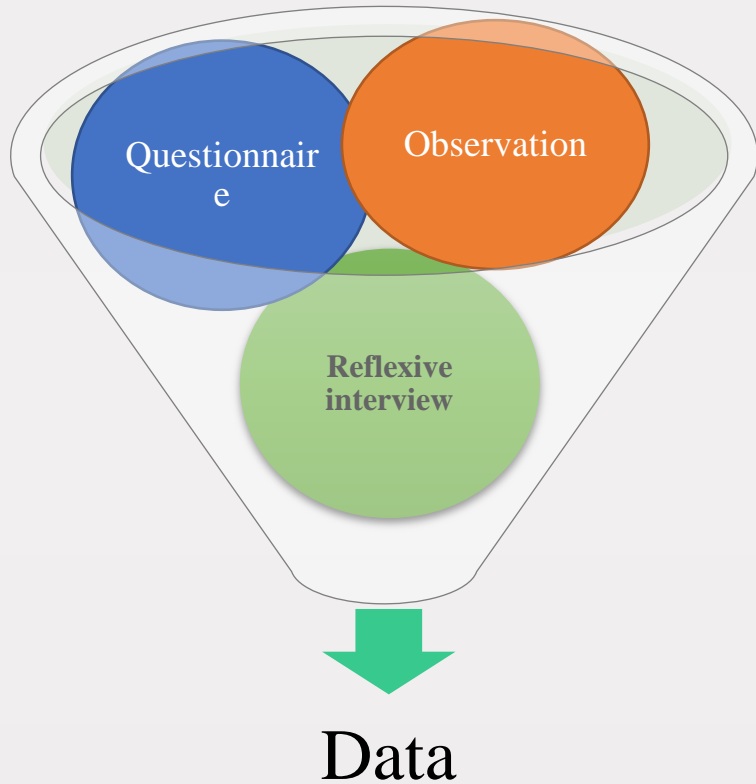 Questionnair
e
Observation
Reflexive
interview
Data